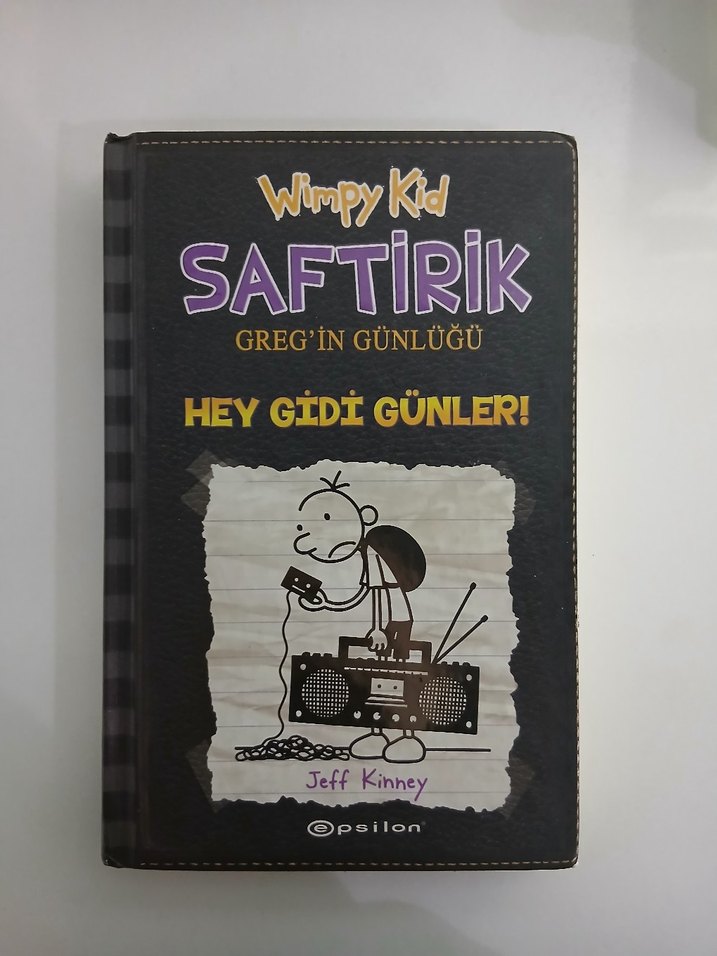 Wimpy Kid
SAFTİRİK
GREG'İN GÜNLÜĞÜ
HEY GİDİ GÜNLER!
Jeff Kinney
epsilon